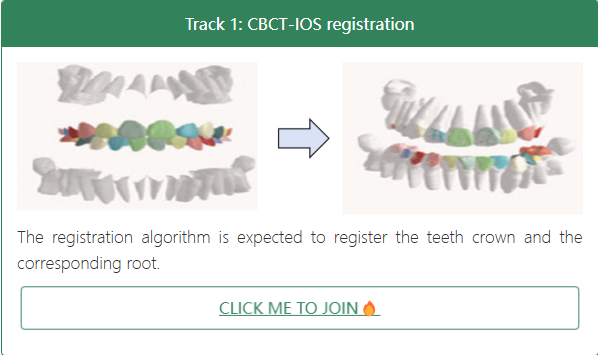 Track 1: CBCT-IOS registration
The registration algorithm is expected to register the teeth crown and the
corresponding root.
CLICK ME TO JOIN🔥